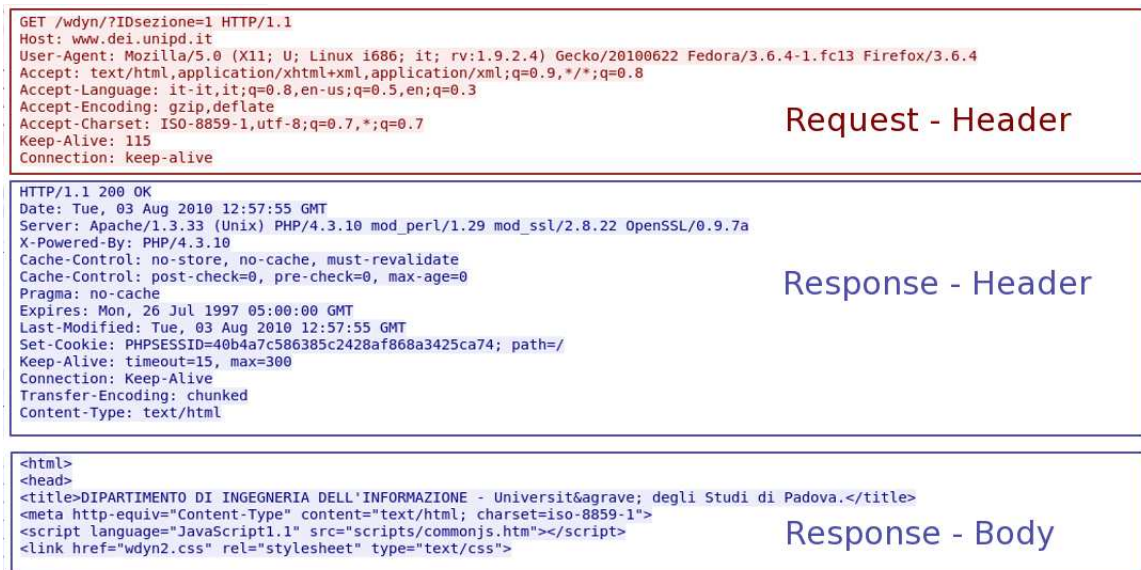 GET /wdyn/?IDsezione=1 HTTP/1.1
Host: www.dei.unipd.it
User-Agent: Mozilla/5.0 (X11; U; Linux i686; it; rv:1.9.2.4) Gecko/20100622 Fedora/3.6.4-1.fc13 Firefox/3.6.4
Accept: text/html,application/xhtml+xml,application/xml;q=0.9,*/*;q=0.8
Accept-Language: it-it,it;q=0.8,en-us;q=0.5,en;q=0.3
Accept-Encoding: gzip,deflate
Accept-Charset: ISO-8859-1,utf-8;q=0.7,*;q=0.7
Keep-Alive: 115
Connection: keep-alive
Request - Header
HTTP/1.1 200 OK
Date: Tue, 03 Aug 2010 12:57:55 GMT
Server: Apache/1.3.33 (Unix) PHP/4.3.10 mod_perl/1.29 mod_ssl/2.8.22 OpenSSL/0.9.7a
X-Powered-By: PHP/4.3.10
Cache-Control: no-store, no-cache, must-revalidate
Cache-Control: post-check=0, pre-check=0, max-age=0
Pragma: no-cache
Expires: Mon, 26 Jul 1997 05:00:00 GMT
Last-Modified: Tue, 03 Aug 2010 12:57:55 GMT
Set-Cookie: PHPSESSID=40b4a7c586385c2428af868a3425ca74; path=/
Keep-Alive: timeout=15, max=300
Connection: Keep-Alive
Transfer-Encoding: chunked
Content-Type: text/html
Response - Header
<html>
<head>
<title>DIPARTIMENTO DI INGEGNERIA DELL'INFORMAZIONE - Universit&agrave; degli Studi di Padova.</title>
<meta http-equiv="Content-Type" content="text/html; charset=iso-8859-1">
<script language="JavaScript1.1" src="scripts/commonjs.htm"></script>
<link href="wdyn2.css" rel="stylesheet" type="text/css">
Response - Body